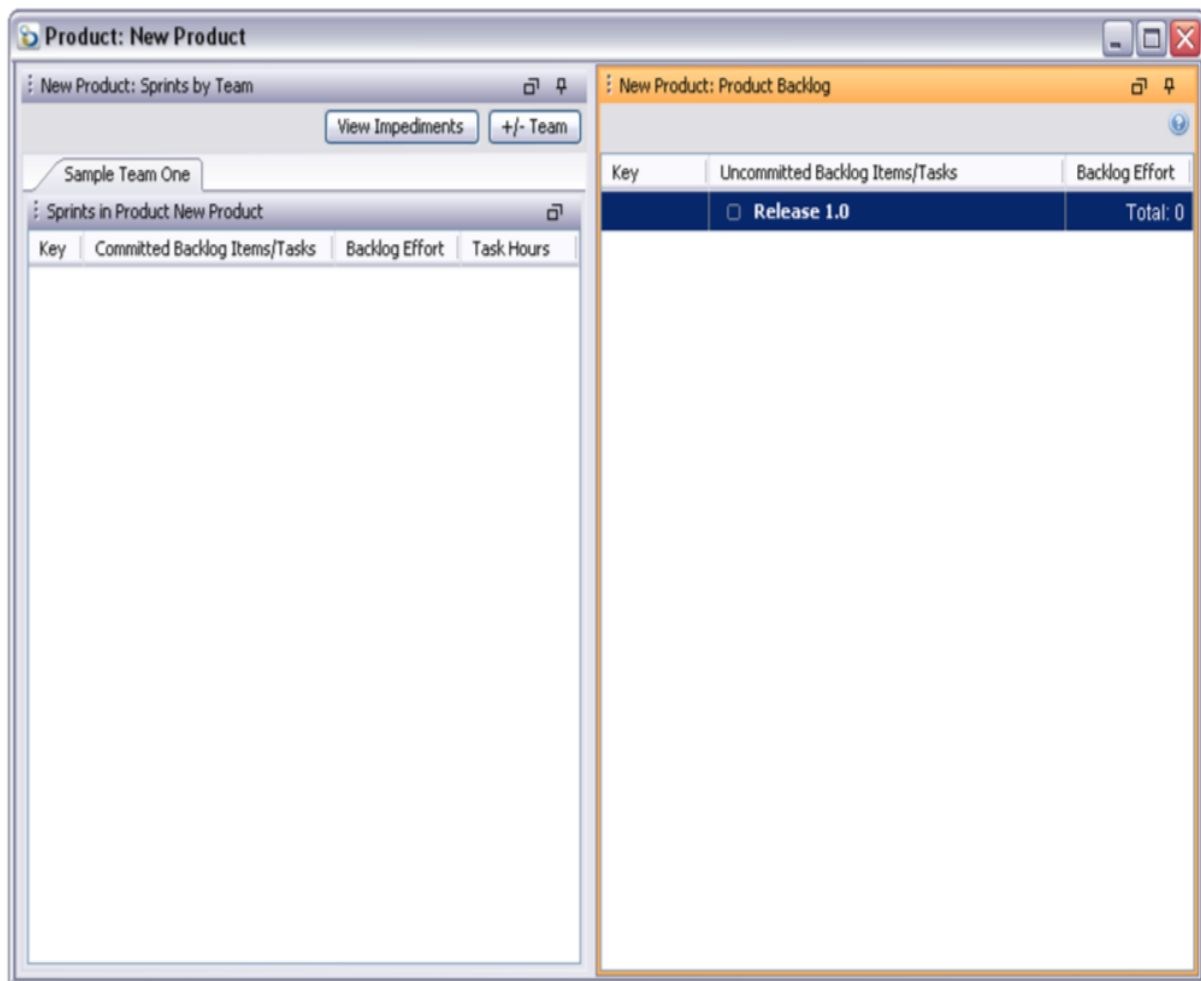 Product: New Product
New Product: Sprints by Team
View Impediments
+/- Team
Sample Team One
Sprints in Product New Product
Key Committed Backlog Items/Tasks Backlog Effort Task Hours
New Product: Product Backlog
Key Uncommitted Backlog Items/Tasks Backlog Effort
Release 1.0 Total: 0